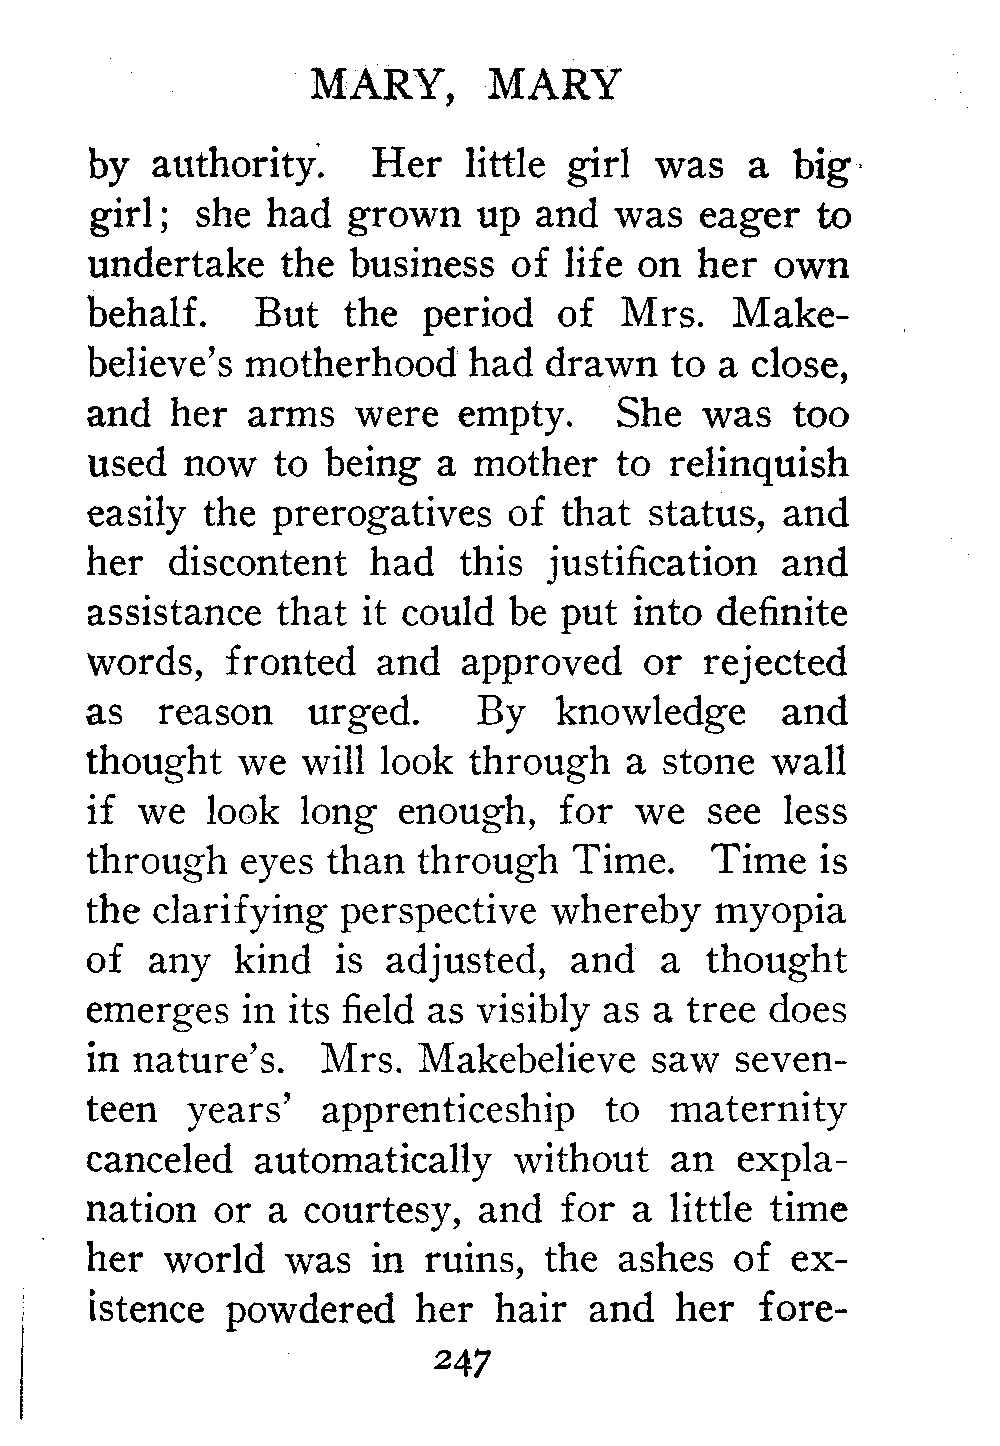 MARY, MARY
by authority. Her little girl was a big
girl; she had grown up and was eager to
undertake the business of life on her own
behalf. But the period of Mrs. Make-
believe's motherhood had drawn to a close,
and her arms were empty. She was too
used now to being a mother to relinquish
easily the prerogatives of that status, and
her discontent had this justification and
assistance that it could be put into definite
words, fronted and approved or rejected
as reason urged. By knowledge and
thought we will look through a stone wall
if we look long enough, for we see less
through eyes than through Time. Time is
the clarifying perspective whereby myopia
of any kind is adjusted, and a thought
emerges in its field as visibly as a tree does
in nature's. Mrs. Makebelieve saw seven-
teen years' apprenticeship to maternity
canceled automatically without an expla-
nation or a courtesy, and for a little time
her world was in ruins, the ashes of ex-
istence powdered her hair and her fore-
247